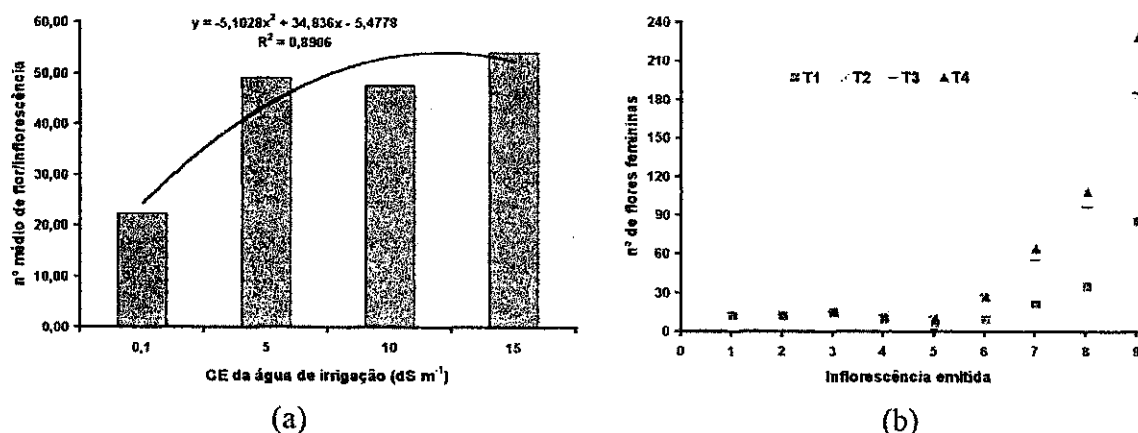 y = -5,1028x² + 34,836x - 5,4778
R² = 0,8906
nº médio de flor/inflorescência
60,00
50,00
40,00
30,00
20,00
10,00
0,00
0,1 5 10 15
CE da água de irrigação (dS m⁻¹)
(a)
nº de flores femininas
240
210
180
150
120
90
60
30
0
T1 T2 T3 T4
0 1 2 3 4 5 6 7 8 9
Inflorescência emitida
(b)